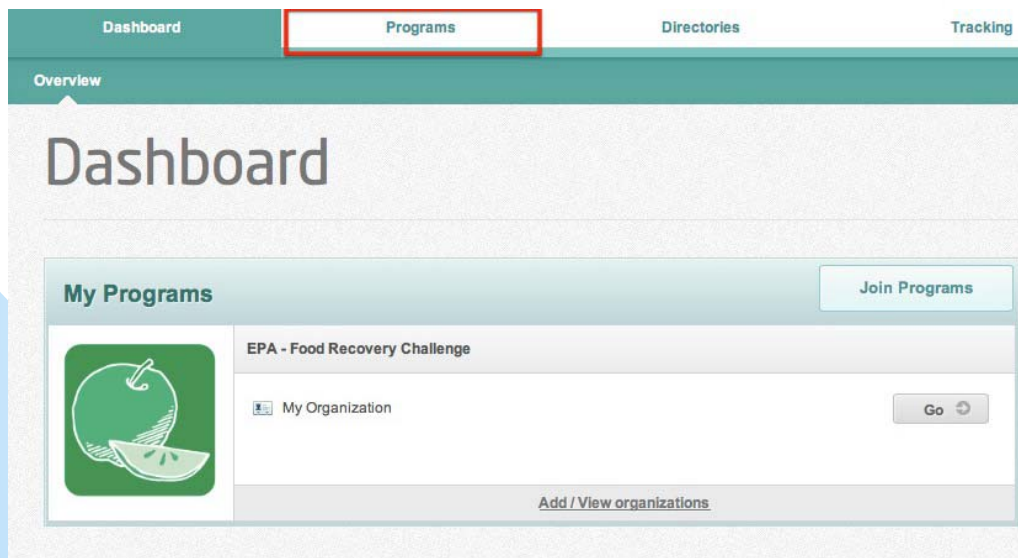 Dashboard Programs Directories Tracking
Overview
Dashboard
My Programs Join Programs
EPA - Food Recovery Challenge
My Organization Go
Add / View organizations